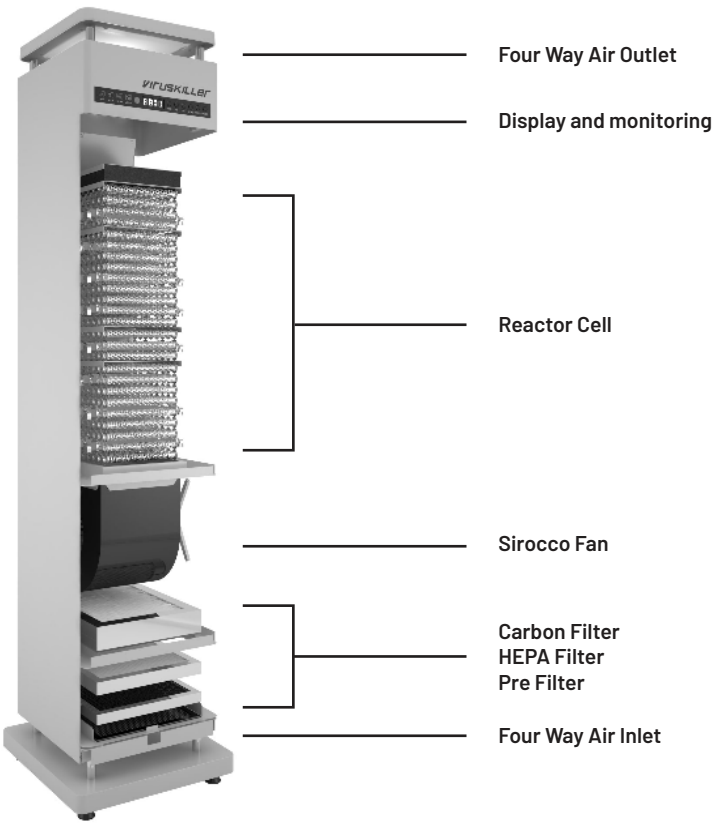 Four Way Air Outlet
VIRUSKILLER
Display and monitoring
Reactor Cell
Sirocco Fan
Carbon Filter
HEPA Filter
Pre Filter
Four Way Air Inlet